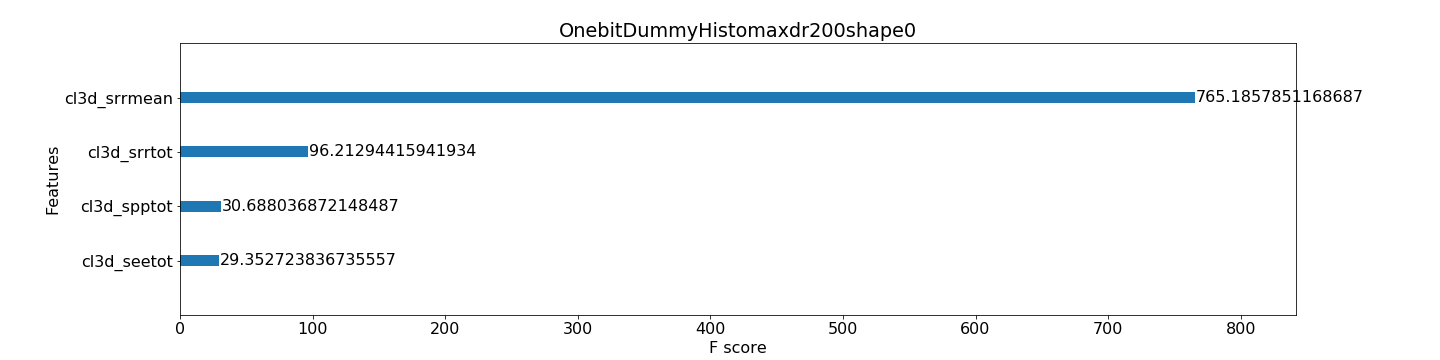 OnebitDummyHistomaxdr200shape0
Features
cl3d_srrmean 765.1857851168687
cl3d_srrtot 96.21294415941934
cl3d_spptot 30.688036872148487
cl3d_seetot 29.352723836735557
0 100 200 300 400 500 600 700 800
F score